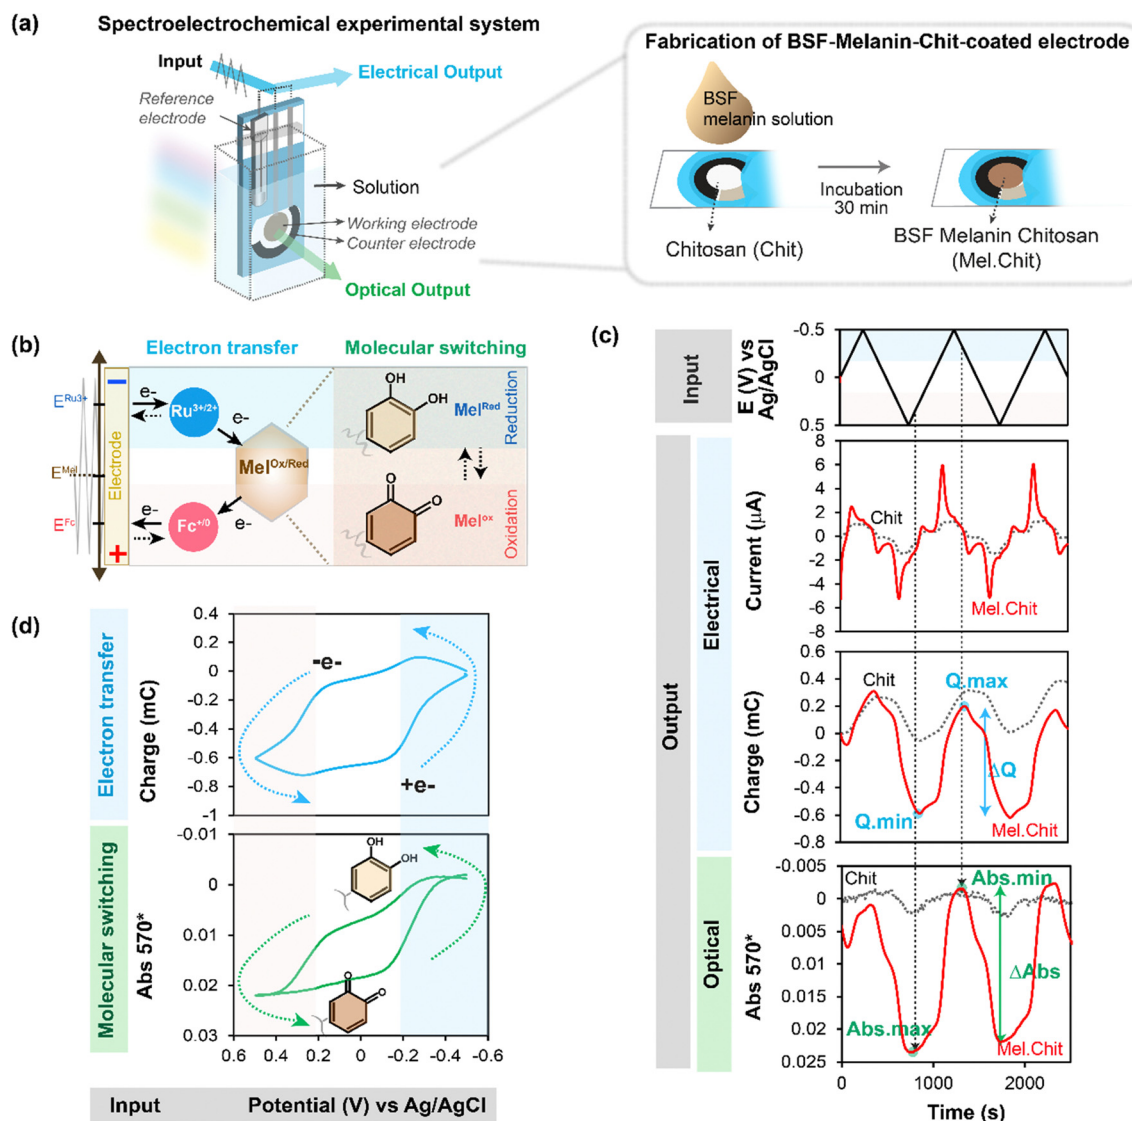 (a)
Spectroelectrochemical experimental system
Input
Electrical Output
Reference
electrode
Solution
Working electrode
Counter electrode
Optical Output
Fabrication of BSF-Melanin-Chit-coated electrode
BSF
melanin solution
Incubation
30 min
Chitosan (Chit)
BSF Melanin Chitosan
(Mel.Chit)
(b)
Electron transfer
Molecular switching
E^Ru3+
E^Mel
E^Fc
Electrode
e-
Ru^3+/2+
e-
Mel^Ox/Red
Fc^+/0
e-
e-
OH
OH
Mel^Red
Reduction
O
O
Mel^ox
Oxidation
(c)
Input
E (V) vs
Ag/AgCl
-0.5
0
0.5
Output
Electrical
Current (µA)
8
6
4
2
0
-2
-4
-6
-8
Chit
Mel.Chit
Charge (mC)
0.6
0.4
0.2
0
-0.2
-0.4
-0.6
-0.8
Chit
Q.max
ΔQ
Q.min
Mel.Chit
Optical
Abs 570*
-0.005
0
0.005
0.01
0.015
0.02
0.025
Chit
Abs.min
ΔAbs
Abs.max
Mel.Chit
0
1000
2000
Time (s)
(d)
Electron transfer
Charge (mC)
0.4
0.2
0
-0.2
-0.4
-0.6
-0.8
-1
-e-
+e-
Molecular switching
Abs 570*
-0.01
0
0.01
0.02
0.03
OH
OH
O
O
0.6
0.4
0.2
0
-0.2
-0.4
-0.6
Input
Potential (V) vs Ag/AgCl